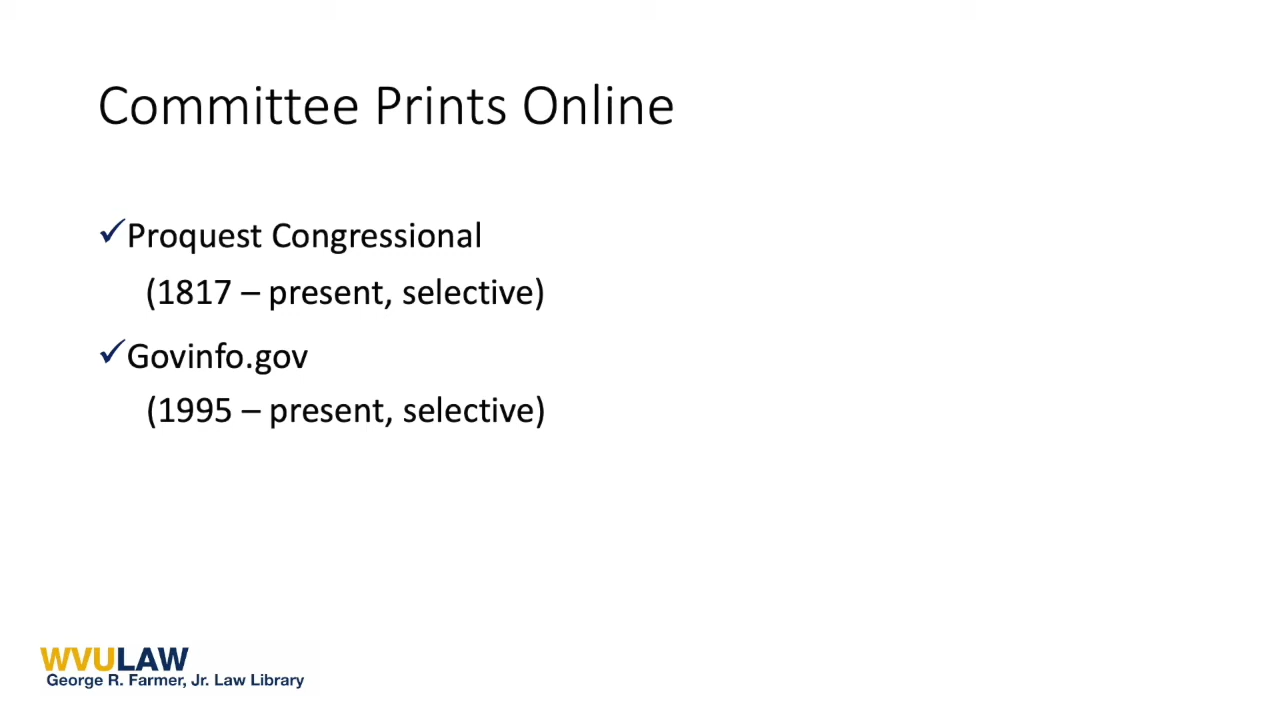 Committee Prints Online
✓Proquest Congressional
(1817 – present, selective)
✓Govinfo.gov
(1995 – present, selective)
WVULAW
George R. Farmer, Jr. Law Library